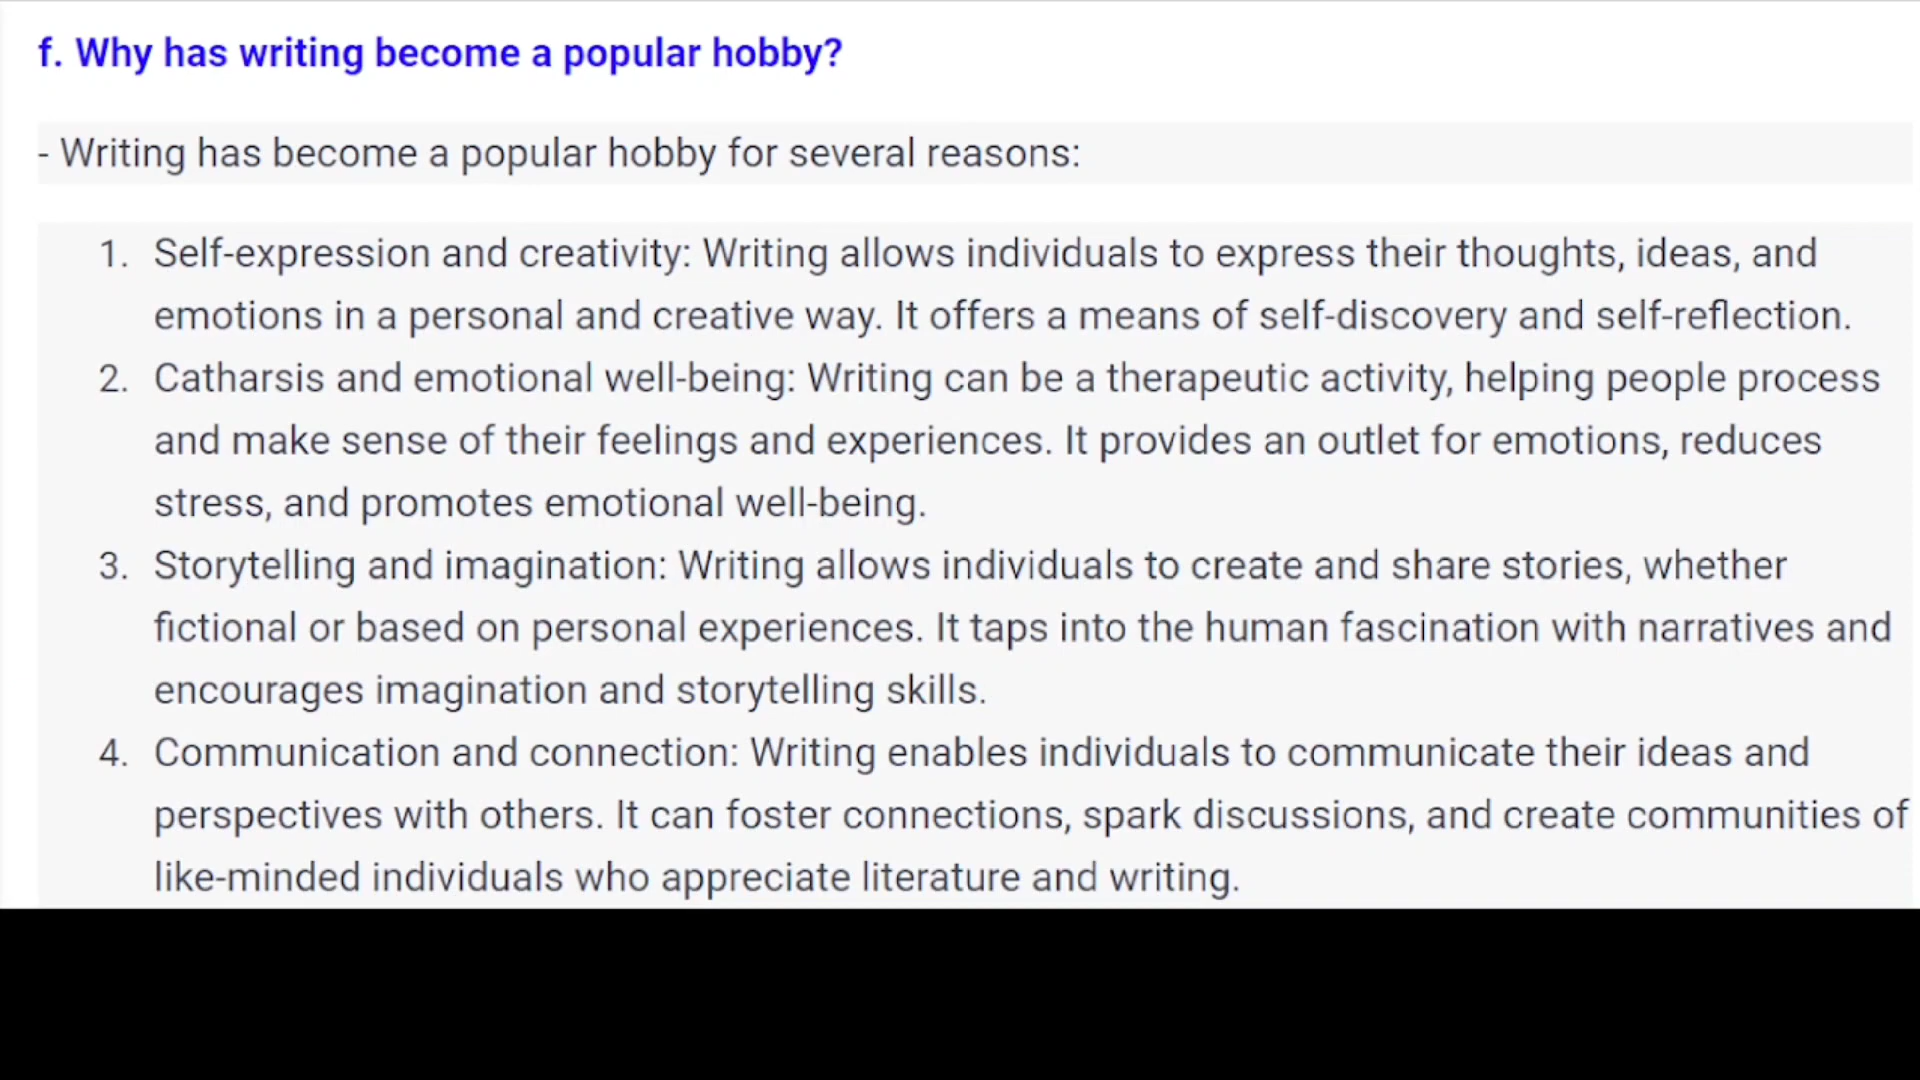 f. Why has writing become a popular hobby?
- Writing has become a popular hobby for several reasons:
1. Self-expression and creativity: Writing allows individuals to express their thoughts, ideas, and
emotions in a personal and creative way. It offers a means of self-discovery and self-reflection.
2. Catharsis and emotional well-being: Writing can be a therapeutic activity, helping people process
and make sense of their feelings and experiences. It provides an outlet for emotions, reduces
stress, and promotes emotional well-being.
3. Storytelling and imagination: Writing allows individuals to create and share stories, whether
fictional or based on personal experiences. It taps into the human fascination with narratives and
encourages imagination and storytelling skills.
4. Communication and connection: Writing enables individuals to communicate their ideas and
perspectives with others. It can foster connections, spark discussions, and create communities of
like-minded individuals who appreciate literature and writing.